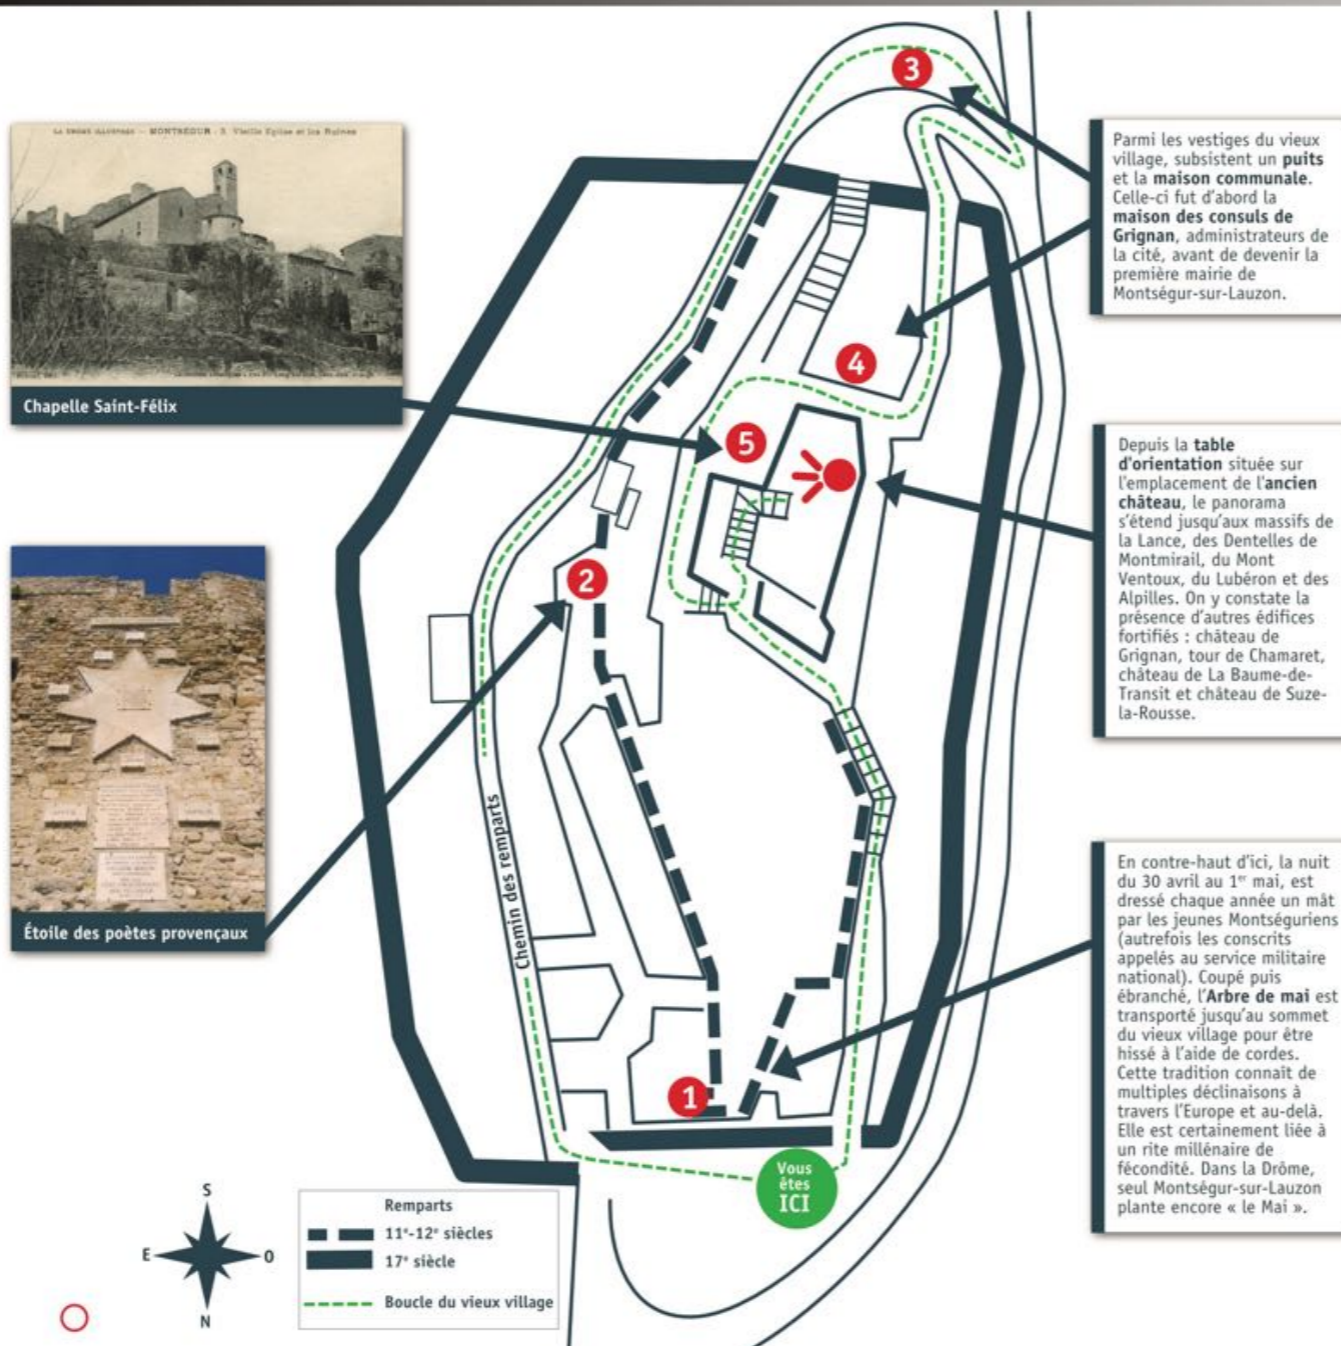 LA DROME ILLUSTRÉE — MONTSÉGUR - 3. Vieille Eglise et les Ruines
Chapelle Saint-Félix
Étoile des poètes provençaux
3
4
5
2
1
Chemin des remparts
Vous
êtes
ICI
Parmi les vestiges du vieux
village, subsistent un puits
et la maison communale.
Celle-ci fut d'abord la
maison des consuls de
Grignan, administrateurs de
la cité, avant de devenir la
première mairie de
Montségur-sur-Lauzon.
Depuis la table
d'orientation située sur
l'emplacement de l'ancien
château, le panorama
s'étend jusqu'aux massifs de
la Lance, des Dentelles de
Montmirail, du Mont
Ventoux, du Lubéron et des
Alpilles. On y constate la
présence d'autres édifices
fortifiés : château de
Grignan, tour de Chamaret,
château de La Baume-de-
Transit et château de Suze-
la-Rousse.
En contre-haut d'ici, la nuit
du 30 avril au 1er mai, est
dressé chaque année un mât
par les jeunes Montséguriens
(autrefois les conscrits
appelés au service militaire
national). Coupé puis
ébranché, l'Arbre de mai est
transporté jusqu'au sommet
du vieux village pour être
hissé à l'aide de cordes.
Cette tradition connaît de
multiples déclinaisons à
travers l'Europe et au-delà.
Elle est certainement liée à
un rite millénaire de
fécondité. Dans la Drôme,
seul Montségur-sur-Lauzon
plante encore « le Mai ».
S
E
O
N
Remparts
11e-12e siècles
17e siècle
Boucle du vieux village